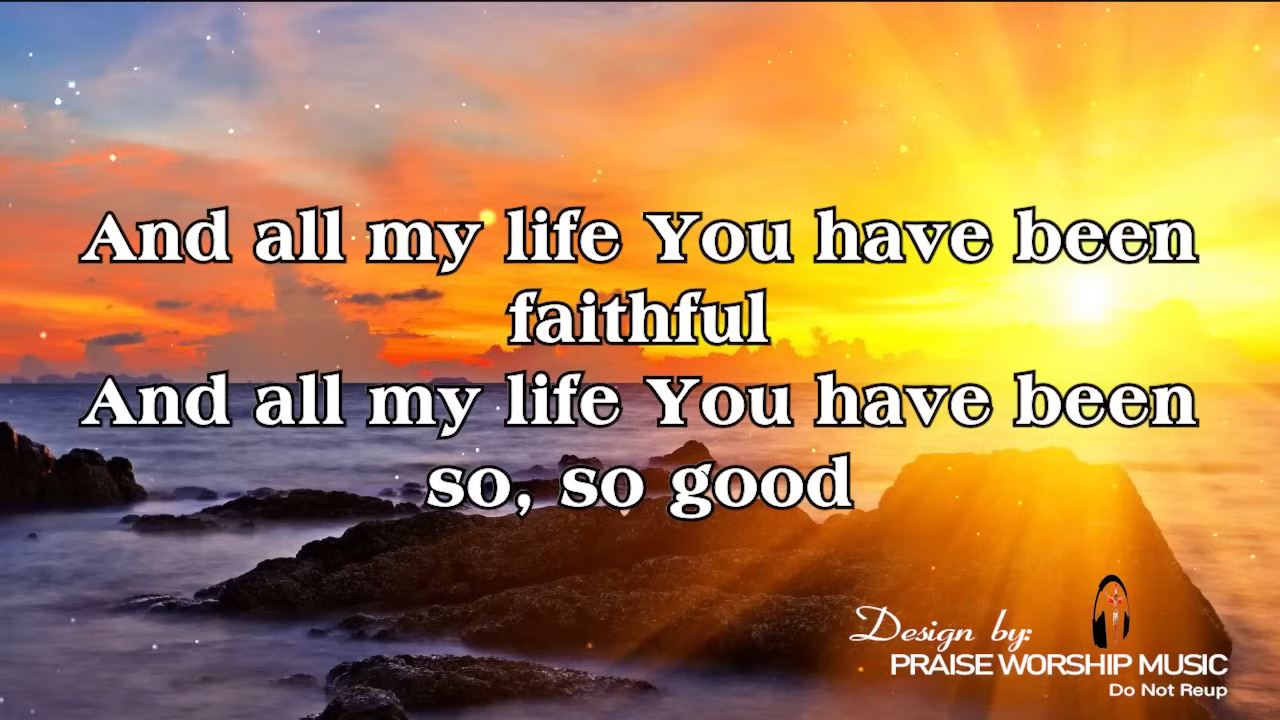 And all my life You have been
faithful
And all my life You have been
so, so good
Design by:
PRAISE WORSHIP MUSIC
Do Not Reup